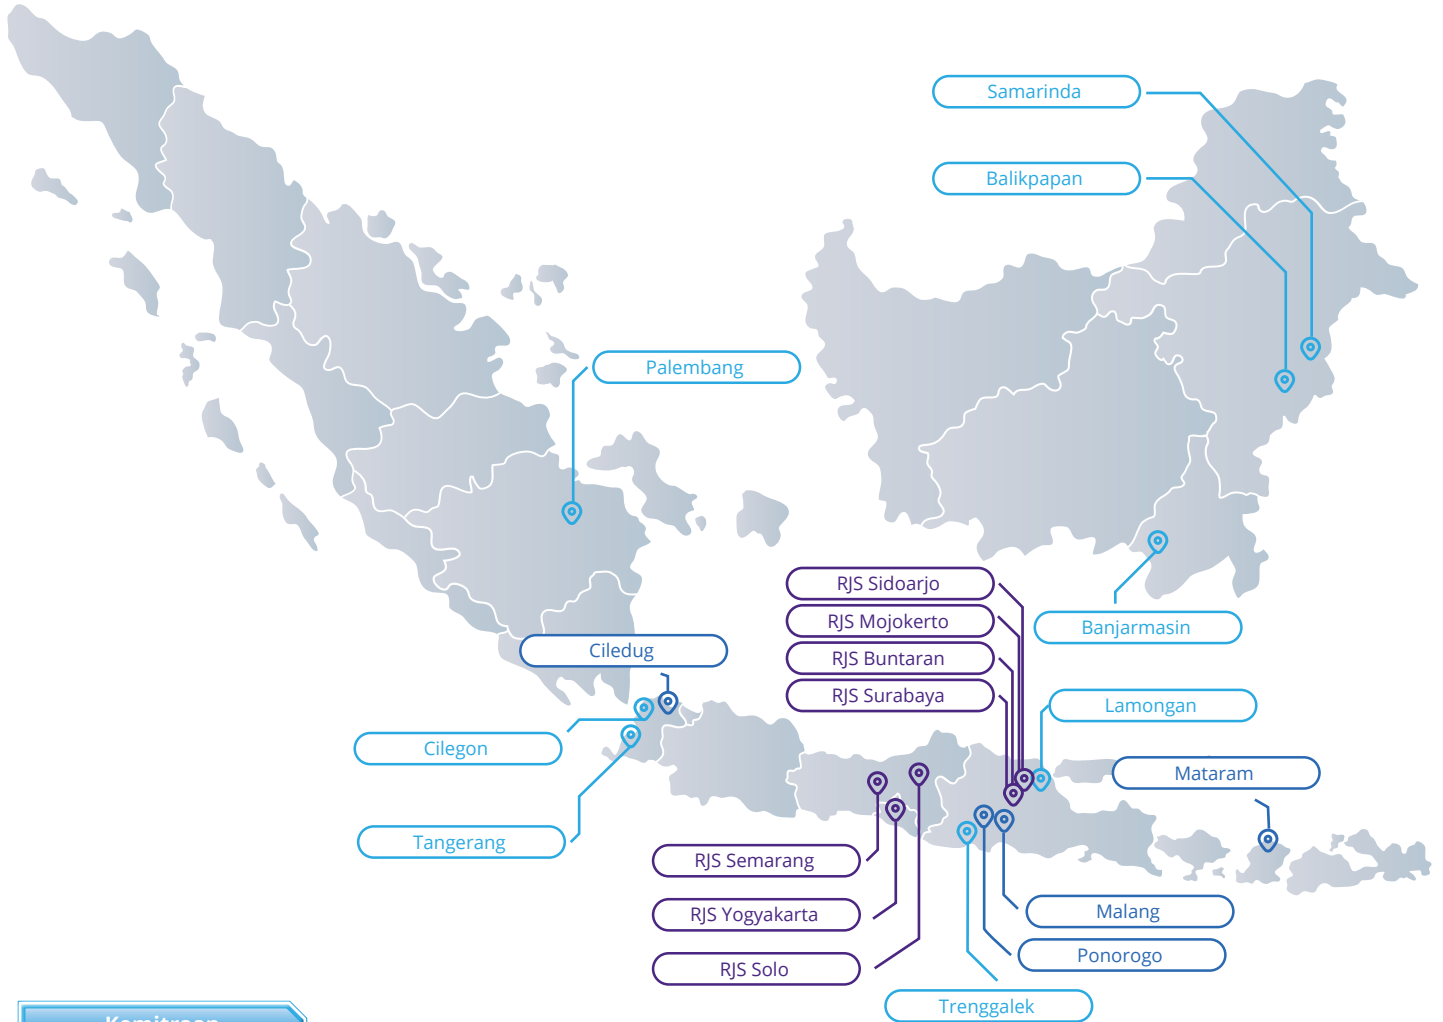 Samarinda
Balikpapan
Palembang
RJS Sidoarjo
RJS Mojokerto
Banjarmasin
Ciledug
RJS Buntaran
RJS Surabaya
Lamongan
Cilegon
Mataram
Tangerang
RJS Semarang
RJS Yogyakarta
Malang
Ponorogo
RJS Solo
Trenggalek
Kemitraan